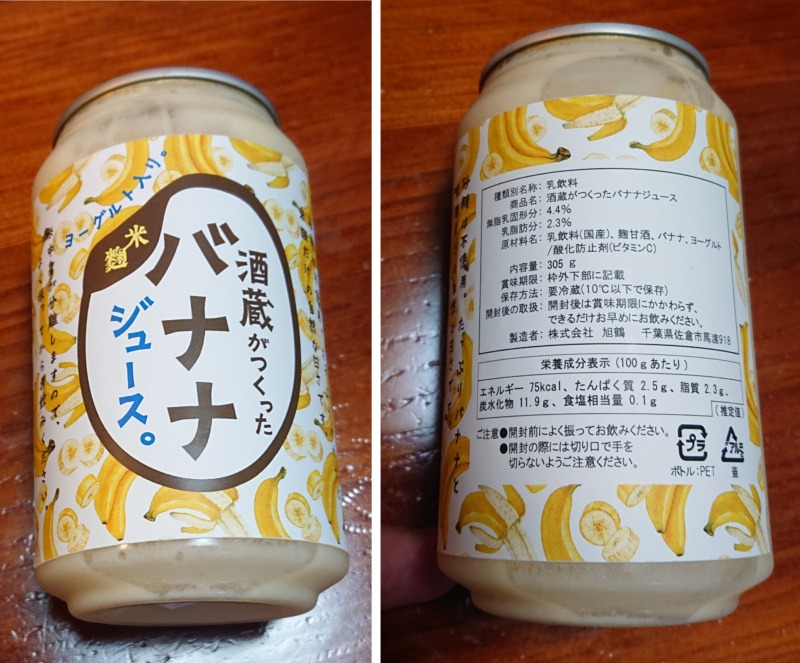 ヨーグルト入り。
米麹
酒蔵がつくった
バナナ
ジュース。
種類別名称: 乳飲料
商品名: 酒蔵がつくったバナナジュース
無脂乳固形分: 4.4%
乳脂肪分: 2.3%
原材料名: 乳飲料(国産)、麹甘酒、バナナ、ヨーグルト
/酸化防止剤(ビタミンC)
内容量: 305 g
賞味期限: 枠外下部に記載
保存方法: 要冷蔵(10℃以下で保存)
開封後の取扱: 開封後は賞味期限にかかわらず、
できるだけお早めにお飲みください。
製造者: 株式会社 旭鶴 千葉県佐倉市馬渡918
栄養成分表示 (100gあたり)
エネルギー 75kcal、たんぱく質 2.5g、脂質 2.3g、
炭水化物 11.9g、食塩相当量 0.1g
(推定値)
ご注意●開封前によく振ってお飲みください。
●開封の際には切り口で手を
切らないようご注意ください。
プラ
アルミ
ボトル:PET 蓋